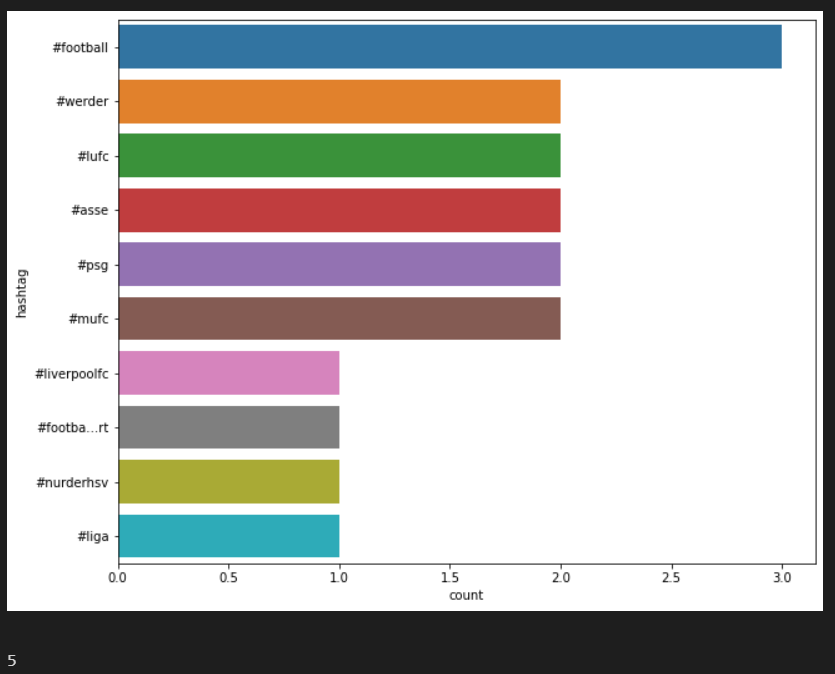 #football
#werder
#lufc
#asse
#psg
#mufc
#liverpoolfc
#footba...rt
#nurderhsv
#liga
hashtag
0.0 0.5 1.0 1.5 2.0 2.5 3.0
count
5